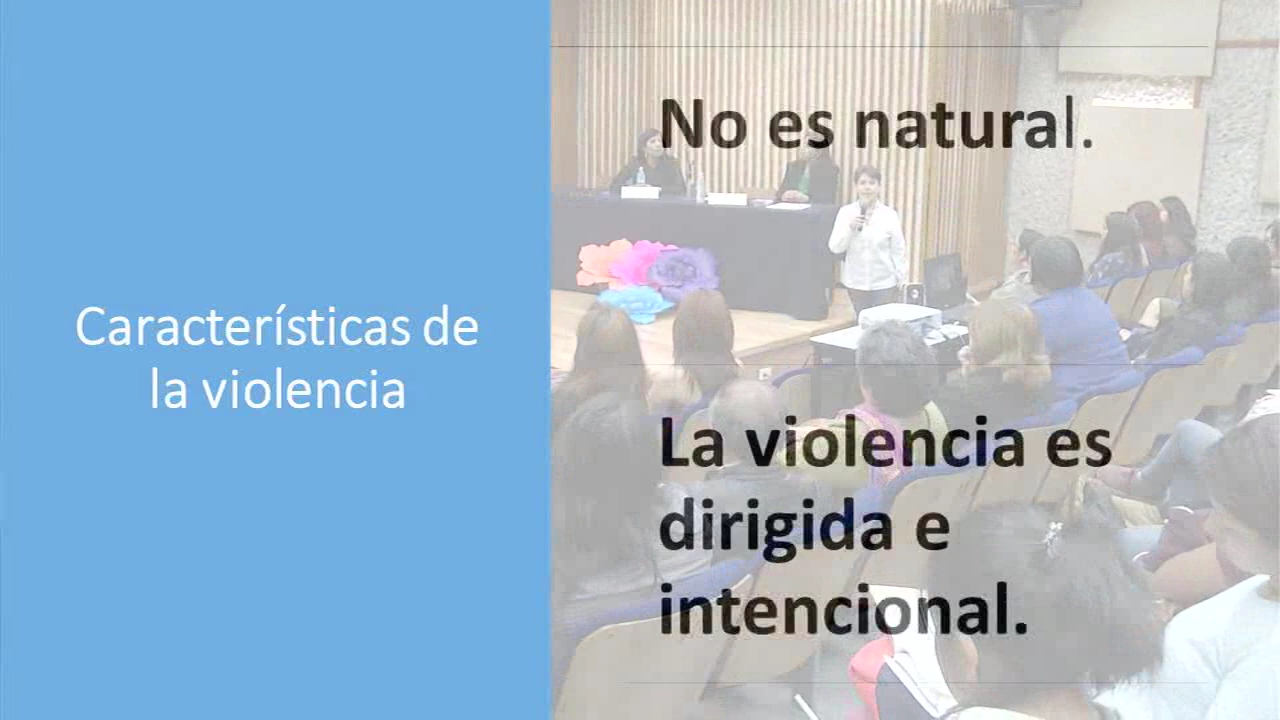 Características de
la violencia
No es natural.
La violencia es
dirigida e
intencional.